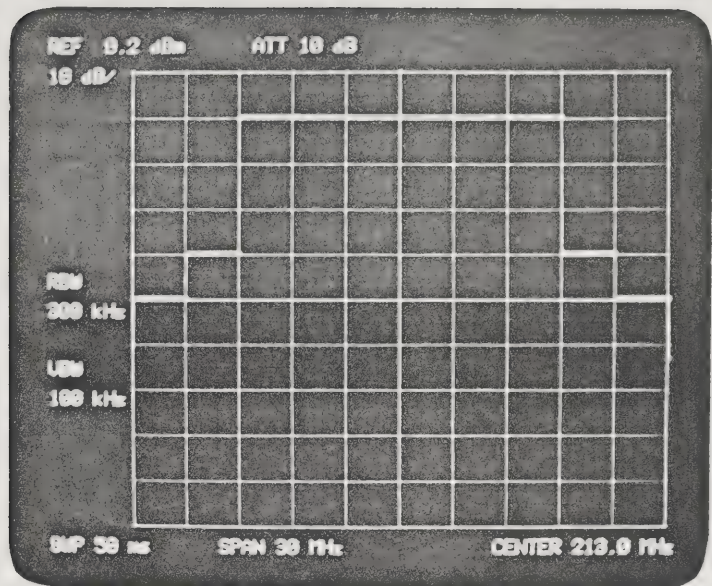 REF 9.2 dBm ATT 10 dB
10 dB/
RBW
300 kHz
VBW
100 kHz
SWP 50 ms SPAN 30 MHz CENTER 213.0 MHz